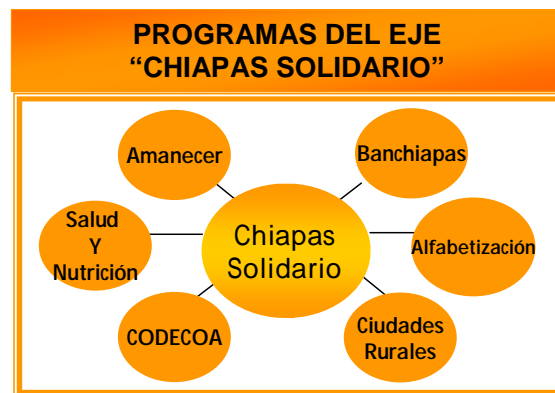 PROGRAMAS DEL EJE
“CHIAPAS SOLIDARIO”
Amanecer
Banchiapas
Salud
Y
Nutrición
Chiapas
Solidario
Alfabetización
CODECOA
Ciudades
Rurales